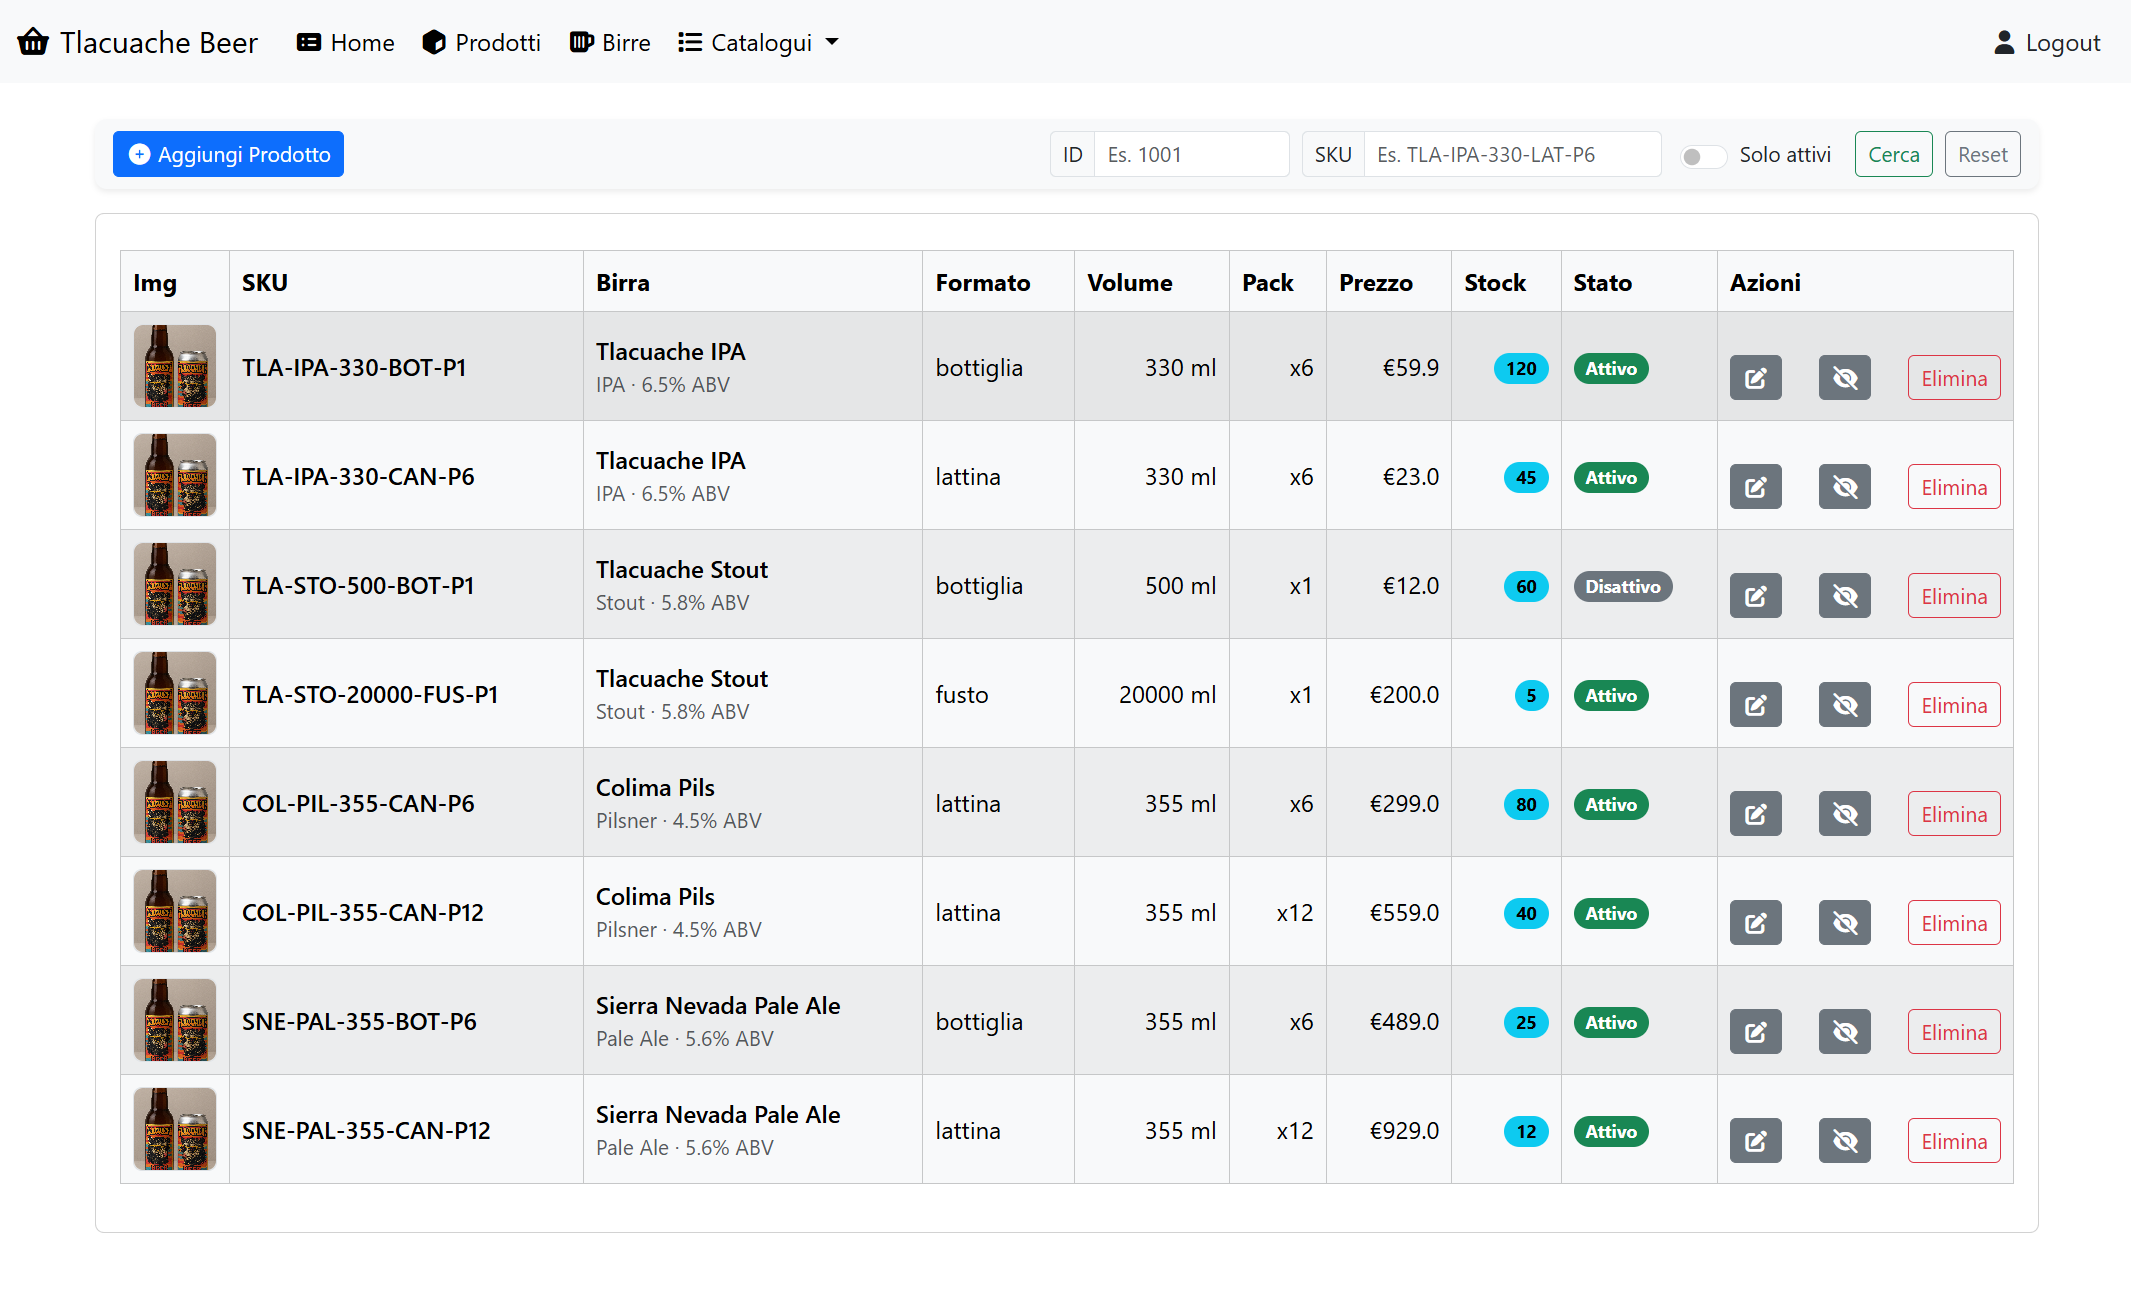 Tlacuache Beer Home Prodotti Birre Catalogui Logout
Aggiungi Prodotto ID Es. 1001 SKU Es. TLA-IPA-330-LAT-P6 Solo attivi Cerca Reset
Img SKU Birra Formato Volume Pack Prezzo Stock Stato Azioni
TLA-IPA-330-BOT-P1 Tlacuache IPA bottiglia 330 ml x6 €59.9 120 Attivo Elimina
IPA · 6.5% ABV
TLA-IPA-330-CAN-P6 Tlacuache IPA lattina 330 ml x6 €23.0 45 Attivo Elimina
IPA · 6.5% ABV
TLA-STO-500-BOT-P1 Tlacuache Stout bottiglia 500 ml x1 €12.0 60 Disattivo Elimina
Stout · 5.8% ABV
TLA-STO-20000-FUS-P1 Tlacuache Stout fusto 20000 ml x1 €200.0 5 Attivo Elimina
Stout · 5.8% ABV
COL-PIL-355-CAN-P6 Colima Pils lattina 355 ml x6 €299.0 80 Attivo Elimina
Pilsner · 4.5% ABV
COL-PIL-355-CAN-P12 Colima Pils lattina 355 ml x12 €559.0 40 Attivo Elimina
Pilsner · 4.5% ABV
SNE-PAL-355-BOT-P6 Sierra Nevada Pale Ale bottiglia 355 ml x6 €489.0 25 Attivo Elimina
Pale Ale · 5.6% ABV
SNE-PAL-355-CAN-P12 Sierra Nevada Pale Ale lattina 355 ml x12 €929.0 12 Attivo Elimina
Pale Ale · 5.6% ABV